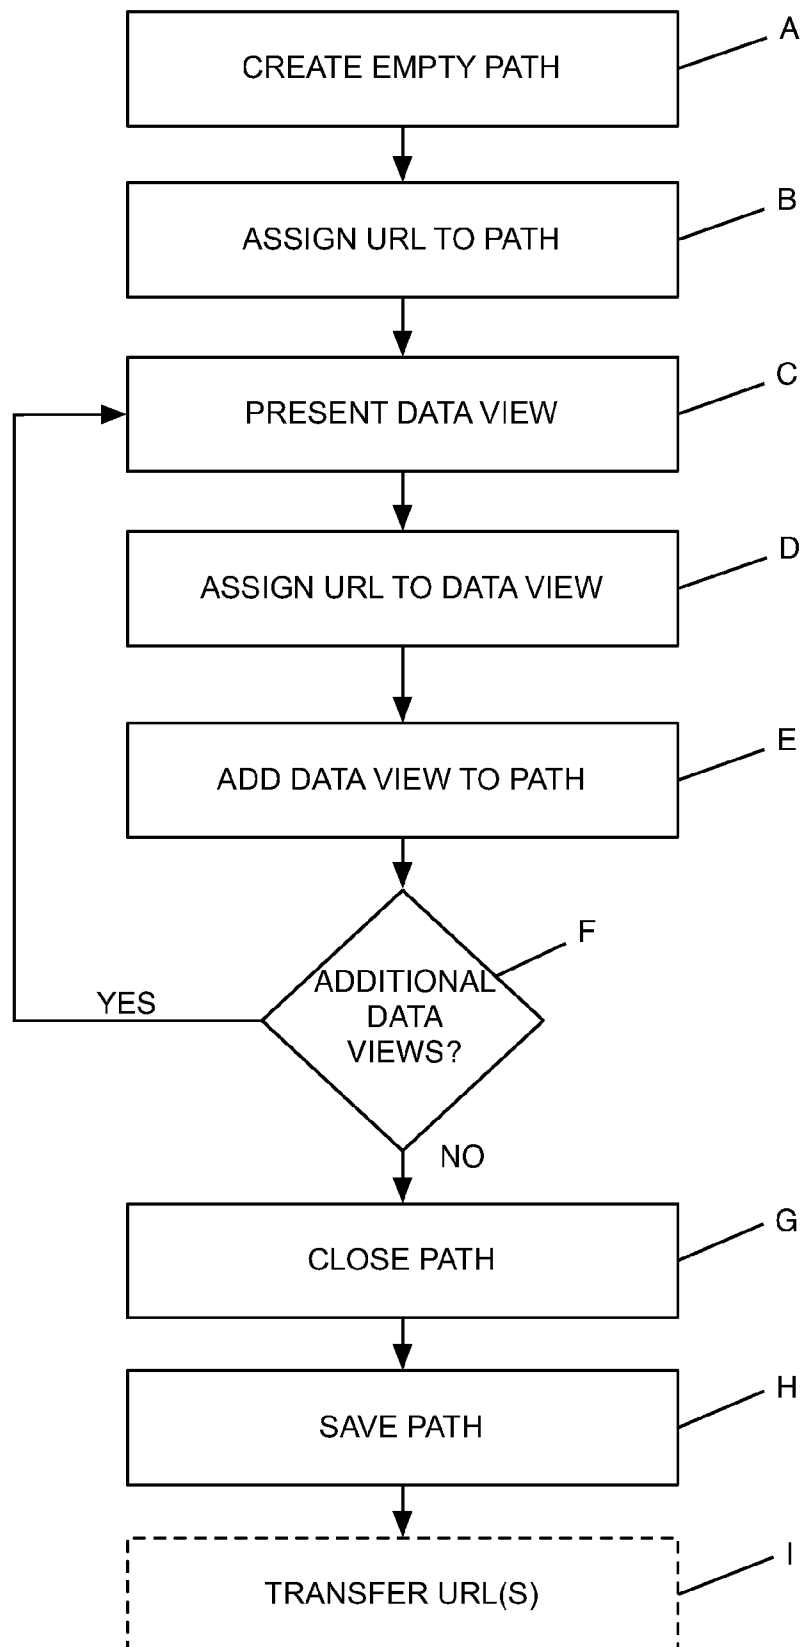 CREATE EMPTY PATH
A
ASSIGN URL TO PATH
B
PRESENT DATA VIEW
C
ASSIGN URL TO DATA VIEW
D
ADD DATA VIEW TO PATH
E
F
ADDITIONAL
DATA
VIEWS?
YES
NO
CLOSE PATH
G
SAVE PATH
H
TRANSFER URL(S)
I